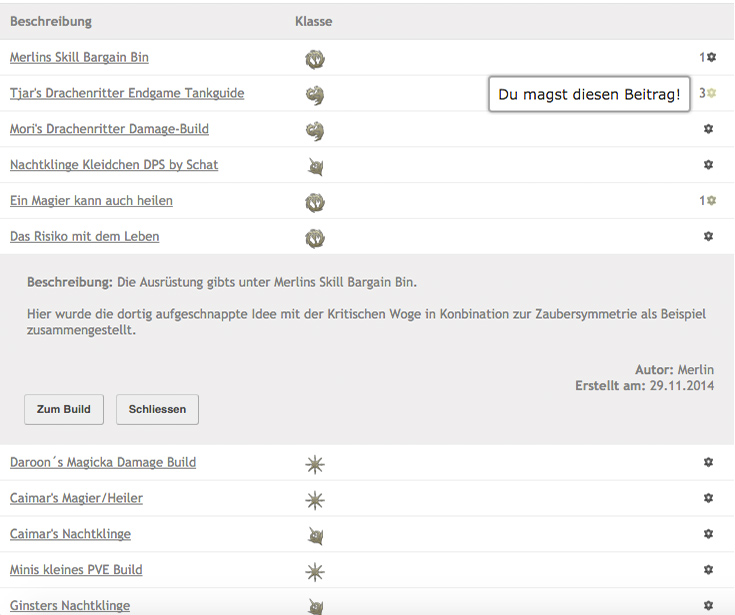 Beschreibung Klasse
Merlins Skill Bargain Bin 1
Tjar's Drachenritter Endgame Tankguide Du magst diesen Beitrag! 3
Mori's Drachenritter Damage-Build
Nachtklinge Kleidchen DPS by Schat
Ein Magier kann auch heilen 1
Das Risiko mit dem Leben
Beschreibung: Die Ausrüstung gibts unter Merlins Skill Bargain Bin.
Hier wurde die dortig aufgeschnappte Idee mit der Kritischen Woge in Konbination zur Zaubersymmetrie als Beispiel
zusammengestellt.
Autor: Merlin
Erstellt am: 29.11.2014
Zum Build Schliessen
Daroon´s Magicka Damage Build
Caimar's Magier/Heiler
Caimar's Nachtklinge
Minis kleines PVE Build
Ginsters Nachtklinge